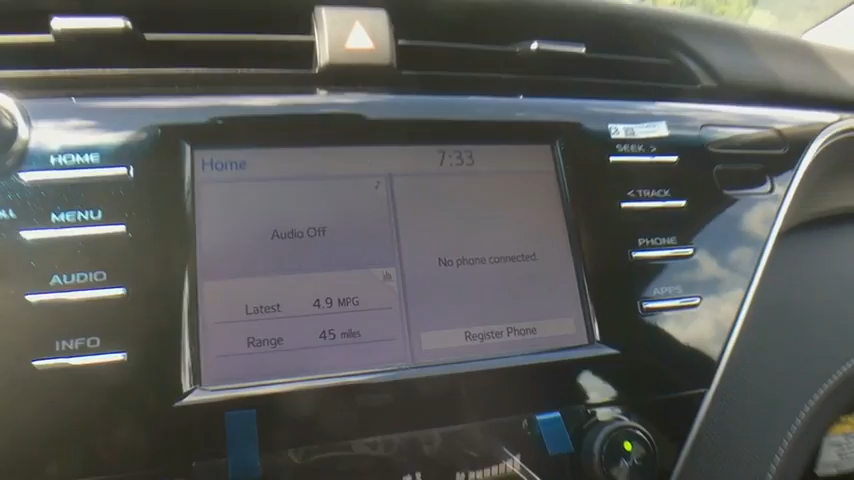 HOME
MENU
AUDIO
INFO
Home
7:33
Audio Off
Latest 4.9 MPG
Range 45 miles
No phone connected.
Register Phone
SEEK >
< TRACK
PHONE
APPS
A/C